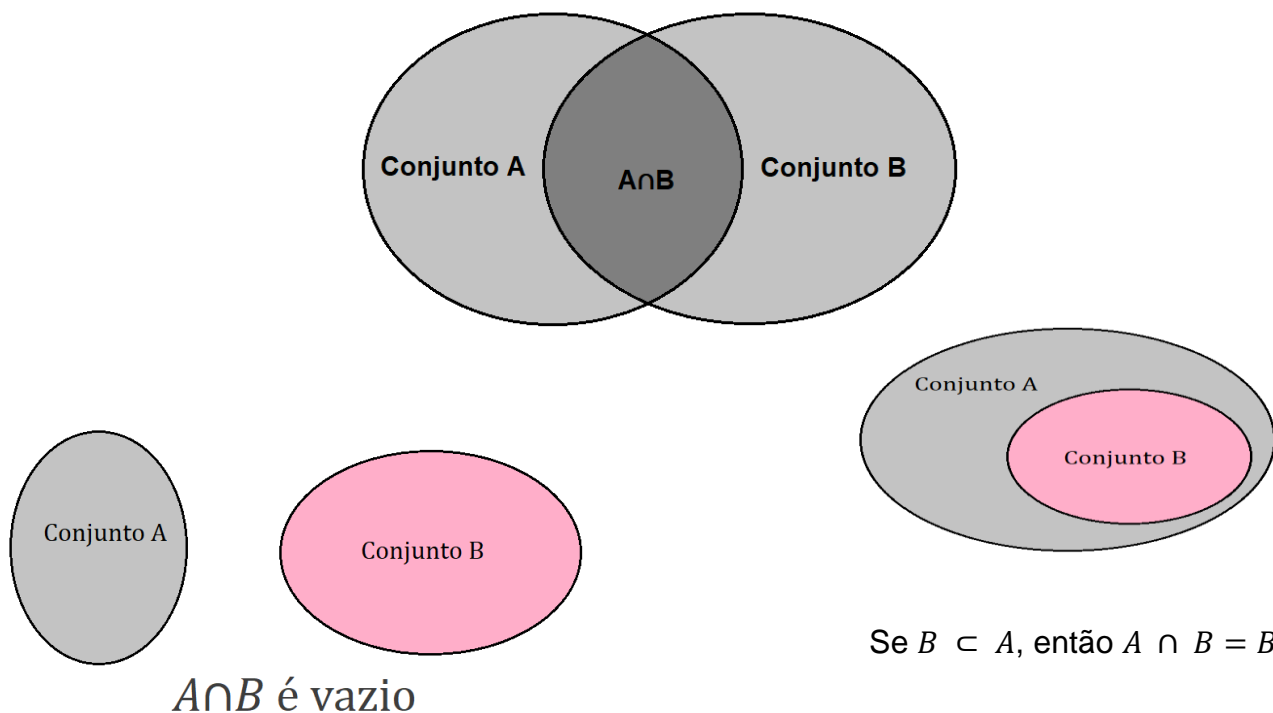 Conjunto A
A∩B
Conjunto B
Conjunto A
Conjunto B
Conjunto A
Conjunto B
Se B ⊂ A, então A ∩ B = B
A∩B é vazio